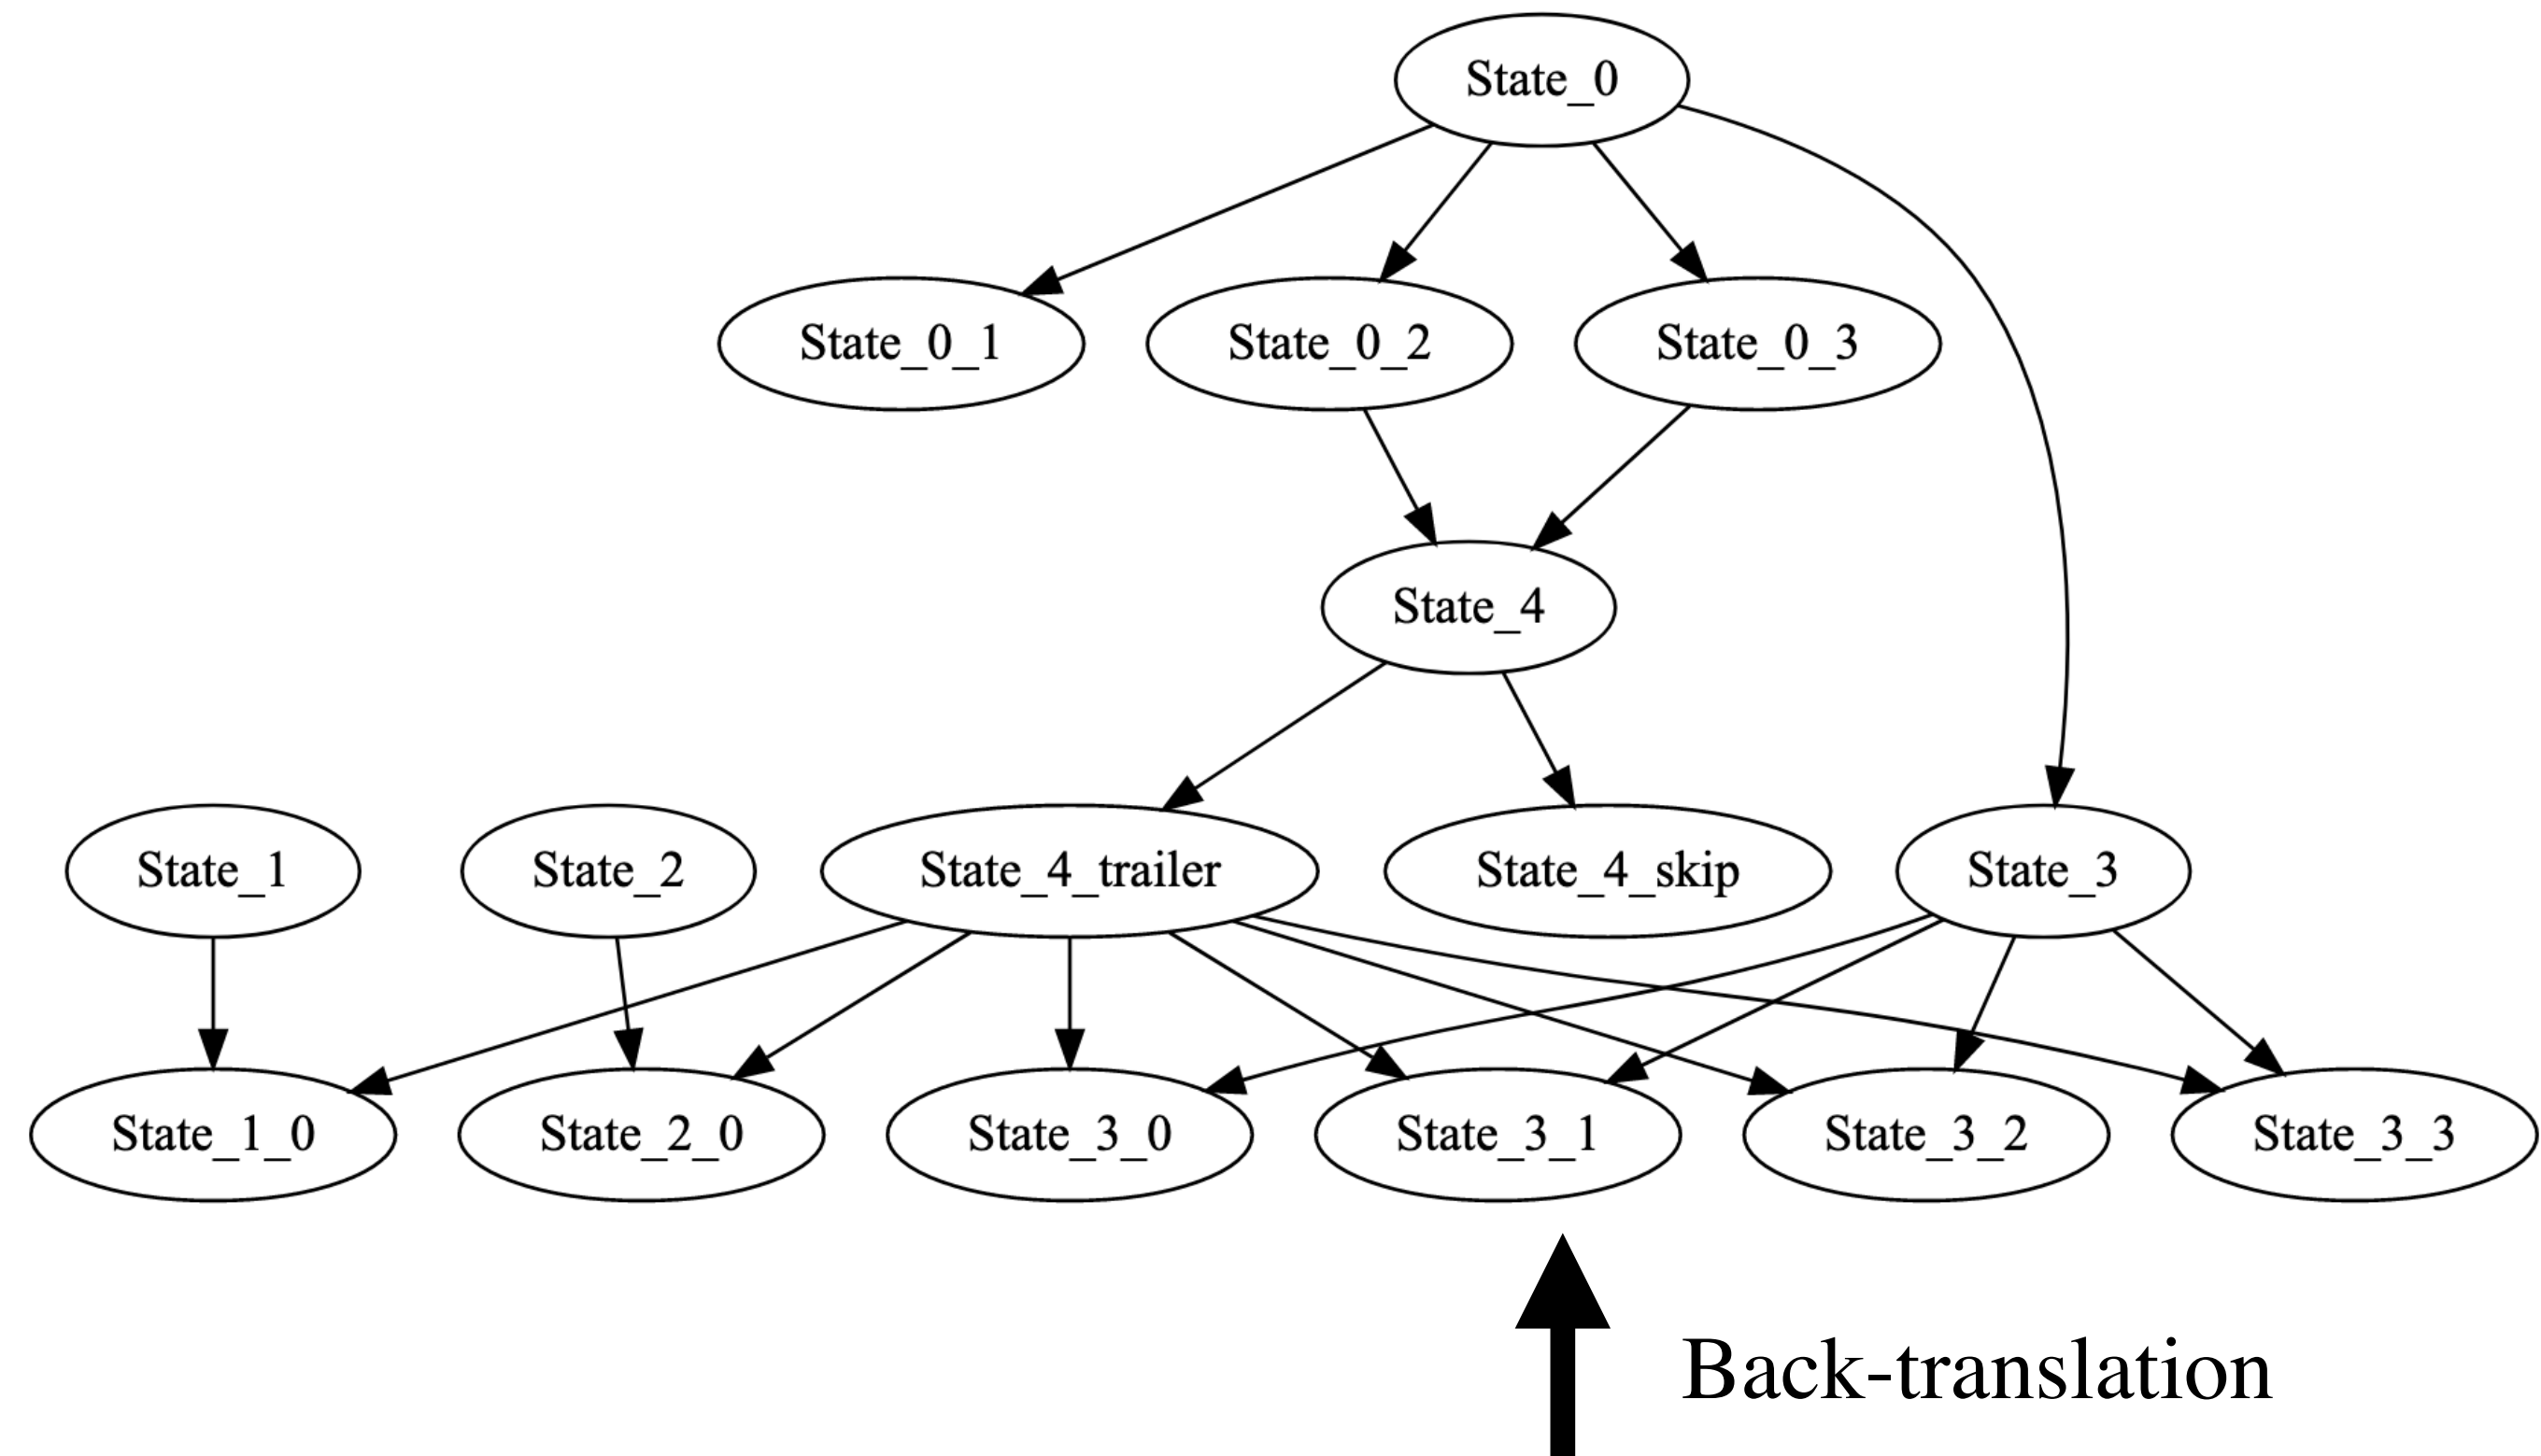 State_0
State_0_1
State_0_2
State_0_3
State_4
State_1
State_2
State_4_trailer
State_4_skip
State_3
State_1_0
State_2_0
State_3_0
State_3_1
State_3_2
State_3_3
Back-translation